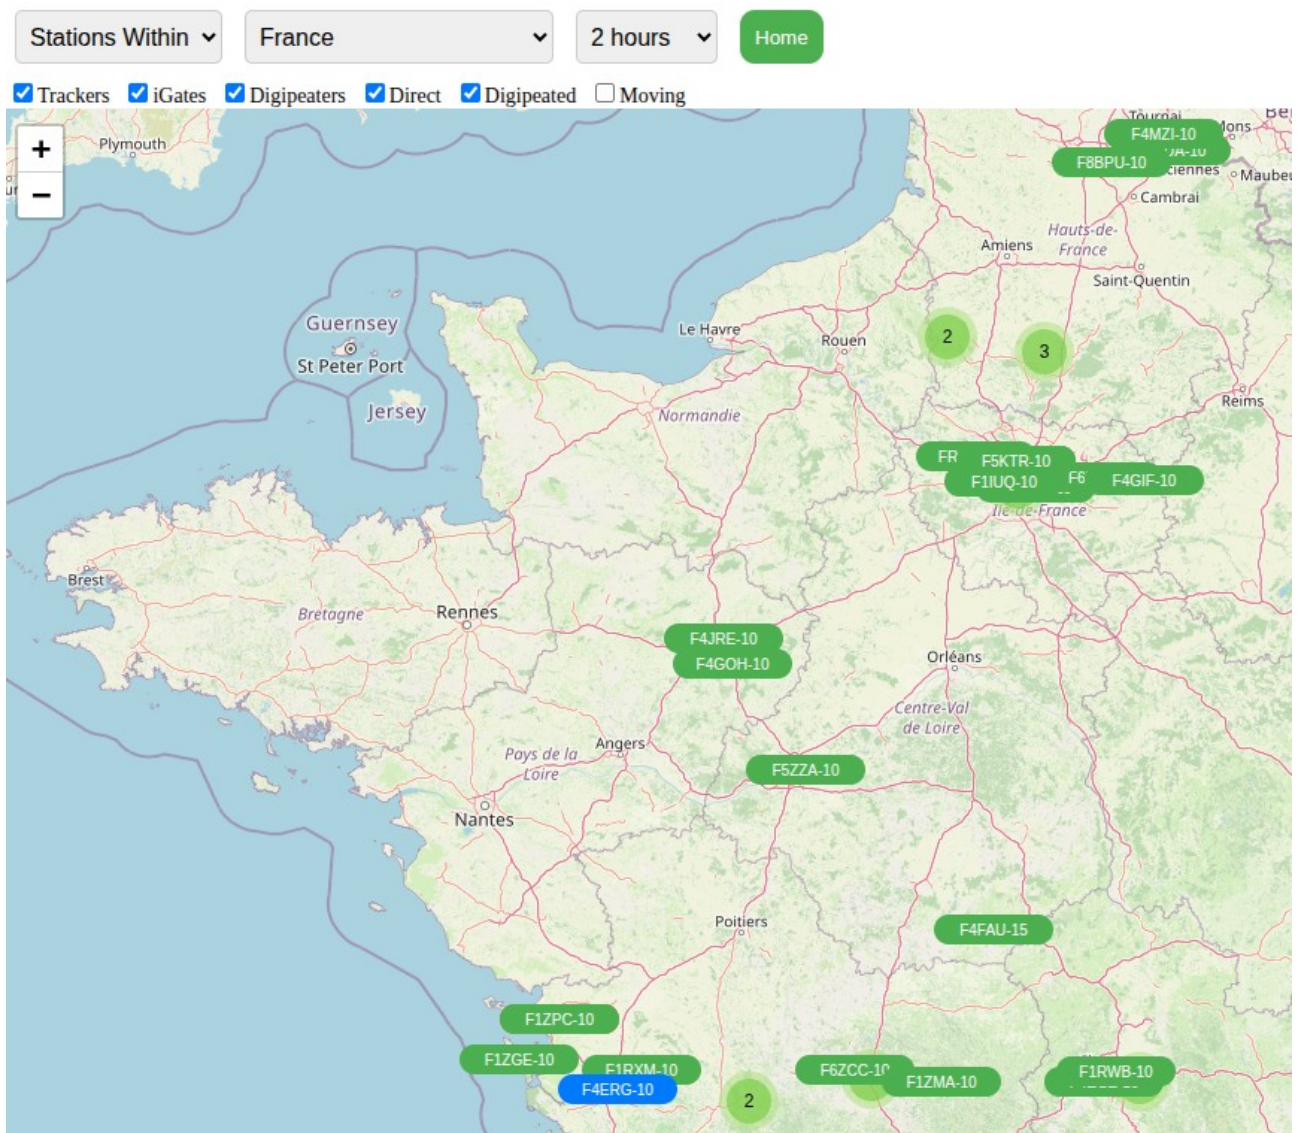 Stations Within France 2 hours Home
Trackers iGates Digipeaters Direct Digipeated Moving
+
−
Plymouth
Tournai
Mons
F4MZI-10
F8BPU-10
Cambrai
Hauts-de-
France
Amiens
Saint-Quentin
Guernsey
St Peter Port
Jersey
Le Havre
Rouen
2
3
Reims
Normandie
F5KTR-10
F1IUQ-10
F4GIF-10
Île-de-France
Brest
Bretagne
Rennes
F4JRE-10
F4GOH-10
Orléans
Centre-Val
de Loire
Angers
Pays de la
Loire
F5ZZA-10
Nantes
Poitiers
F4FAU-15
F1ZPC-10
F1ZGE-10
F1RXM-10
F4ERG-10
2
F6ZCC-10
F1ZMA-10
F1RWB-10